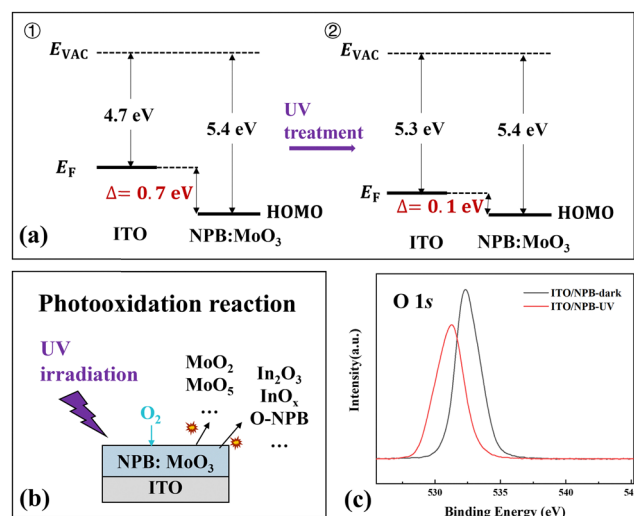 ① ②
E_VAC E_VAC
4.7 eV 5.4 eV UV treatment 5.3 eV 5.4 eV
E_F Δ= 0.7 eV HOMO E_F Δ= 0.1 eV HOMO
(a) ITO NPB:MoO₃ ITO NPB:MoO₃
Photooxidation reaction
UV
irradiation
MoO₂
MoO₅
...
In₂O₃
InOₓ
O-NPB
...
O₂
NPB: MoO₃
ITO
(b)
O 1s
ITO/NPB-dark
ITO/NPB-UV
Intensity(a.u.)
530 535 540 545
Binding Energy (eV)
(c)